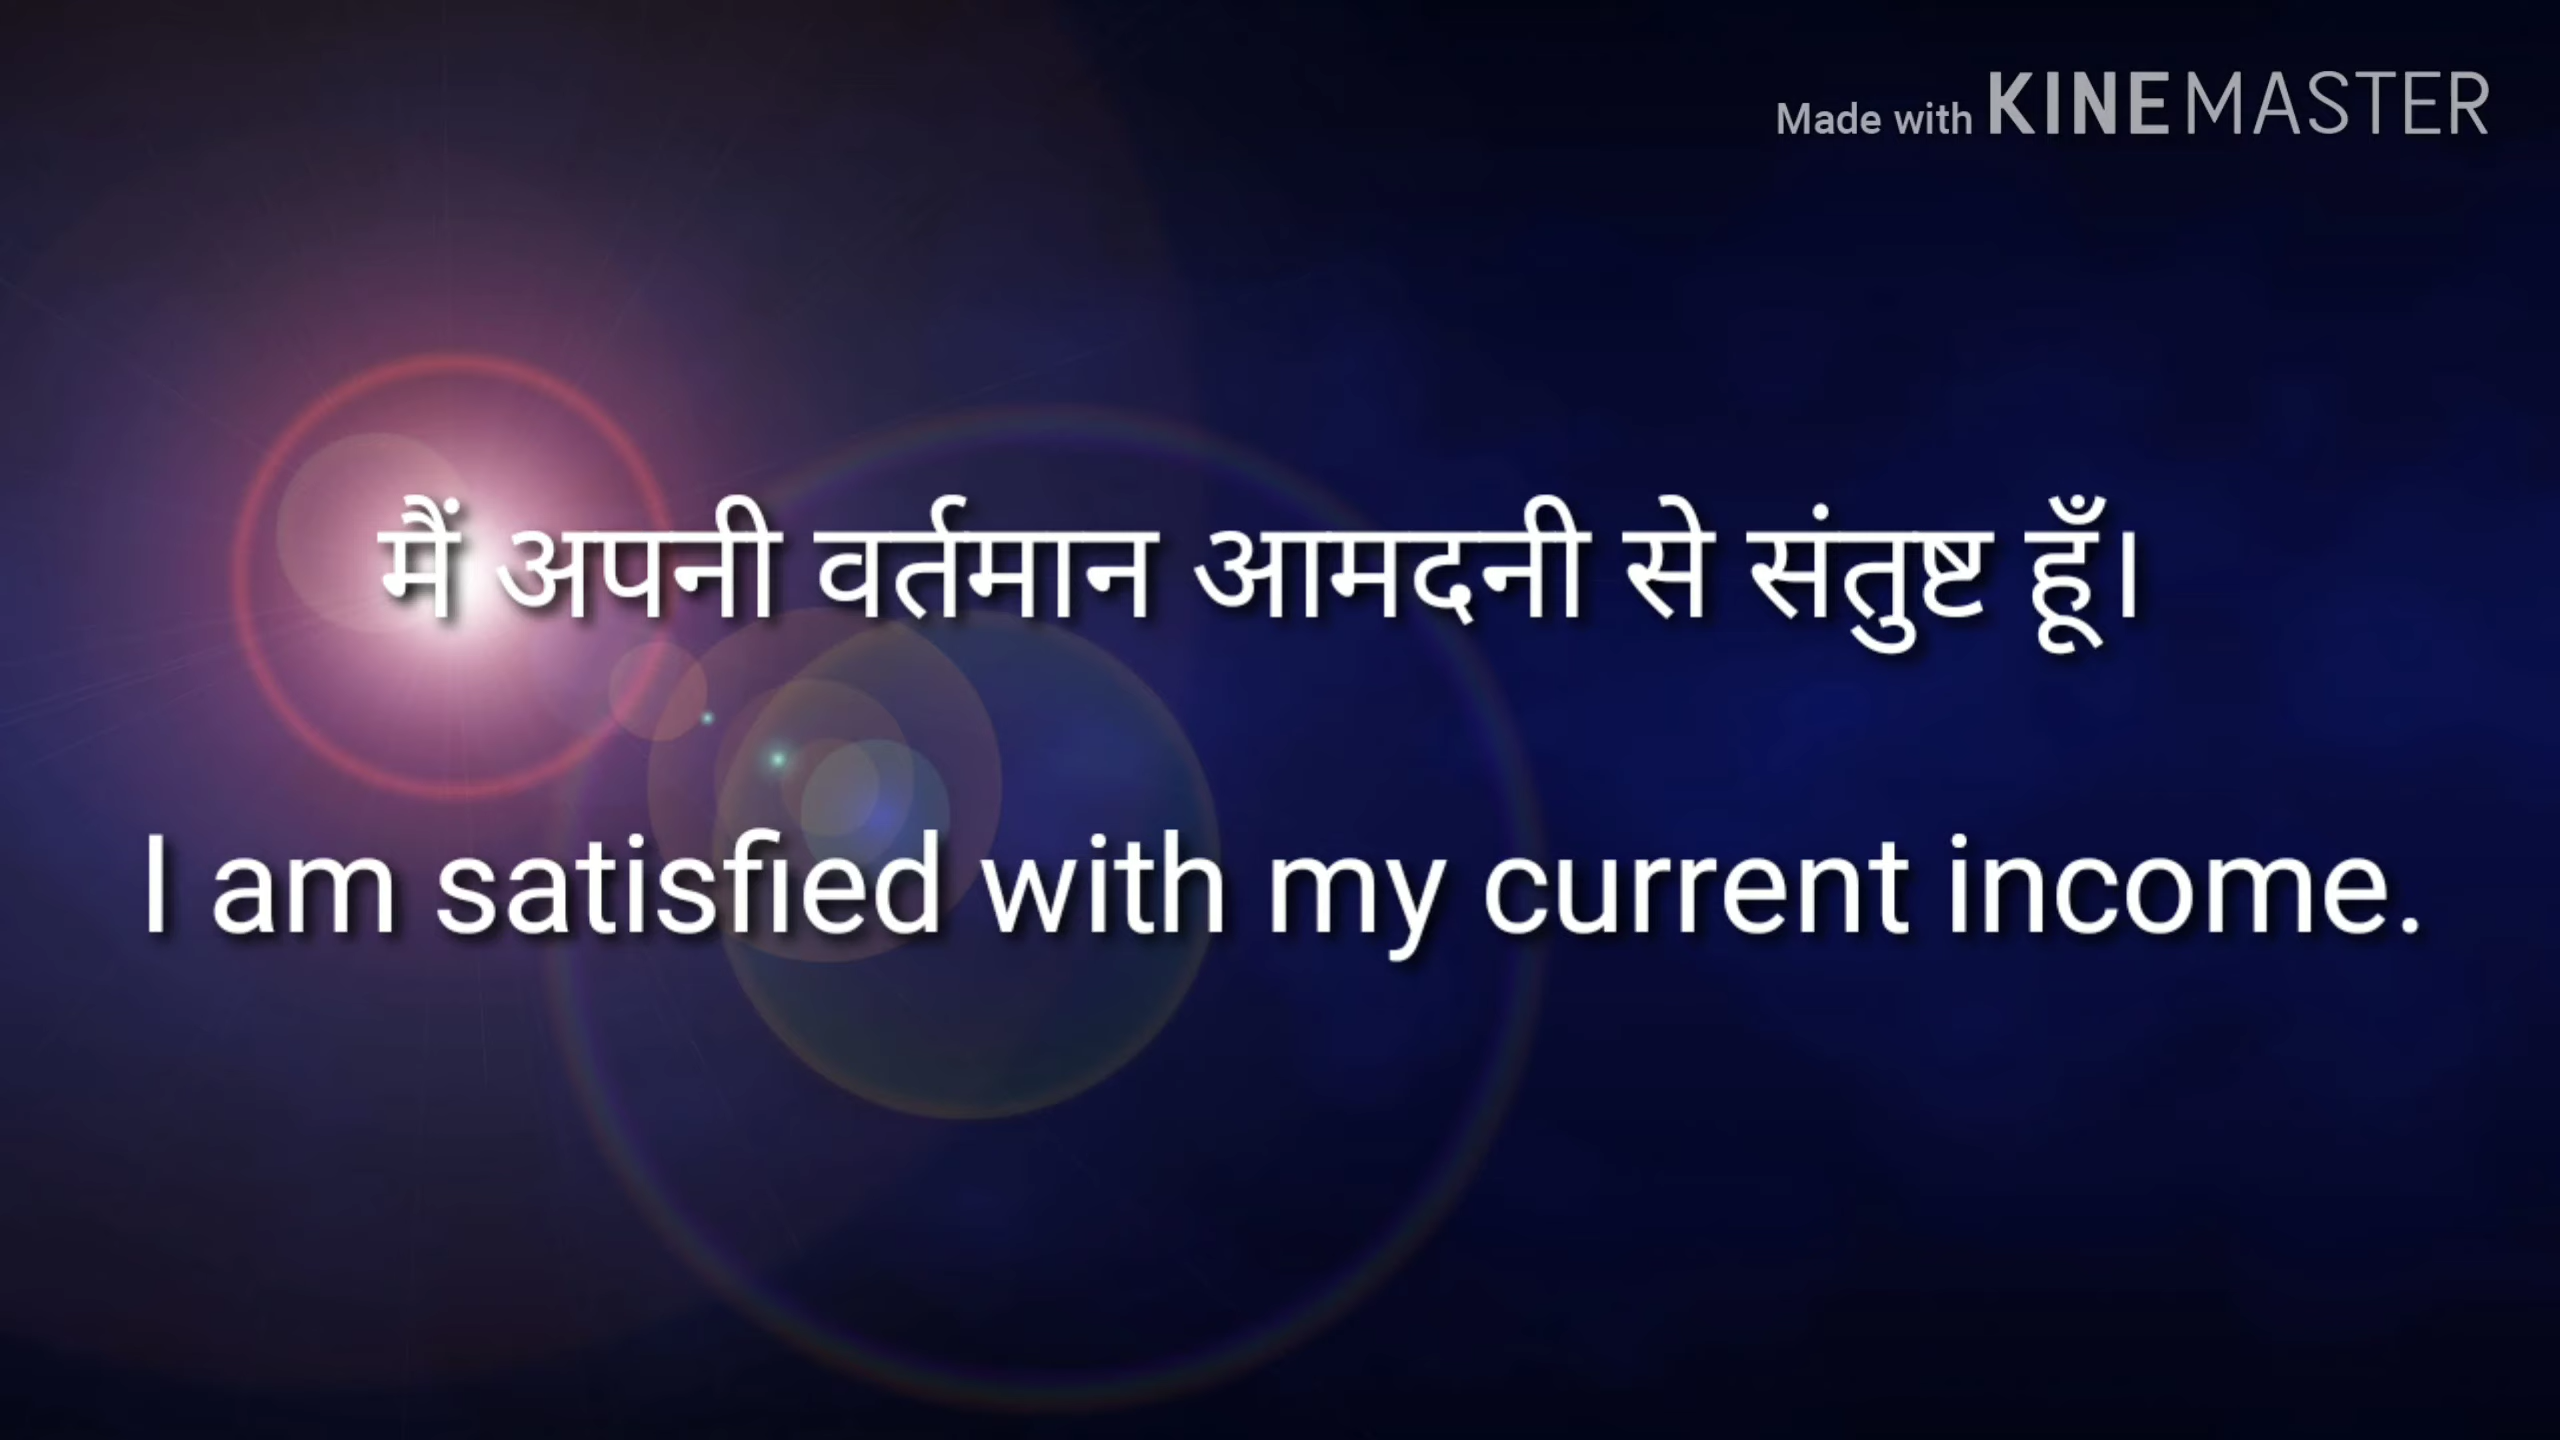 Made with KINEMASTER
मैं अपनी वर्तमान आमदनी से संतुष्ट हूँ।
I am satisfied with my current income.